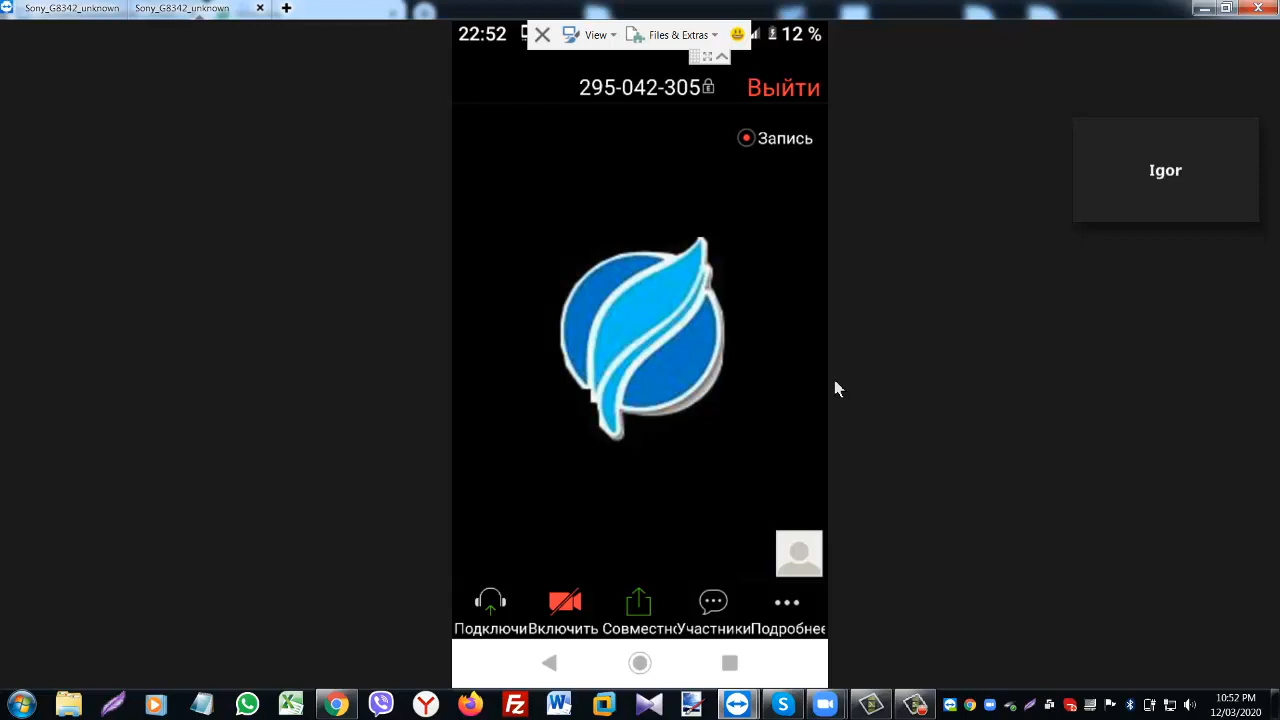 Sony_G8342_unknown
Sony_G8342_unknown
22:52
View
Files & Extras
12 %
295-042-305
Выйти
Запись
Igor
Подключи
Включить
Совместно
Участники
Подробнее
10:52 PM
12/03/2020